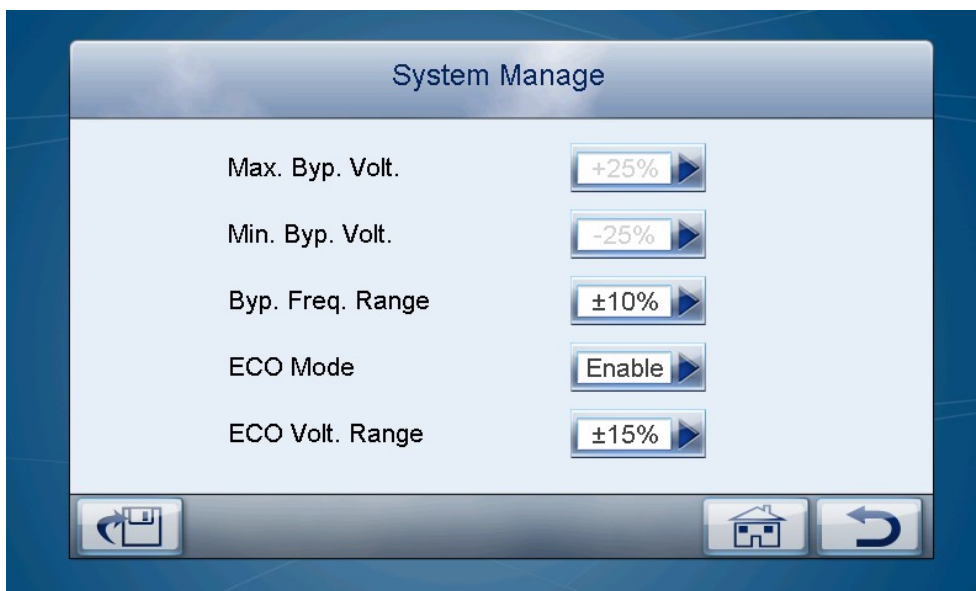 System Manage
Max. Byp. Volt. +25%
Min. Byp. Volt. -25%
Byp. Freq. Range ±10%
ECO Mode Enable
ECO Volt. Range ±15%